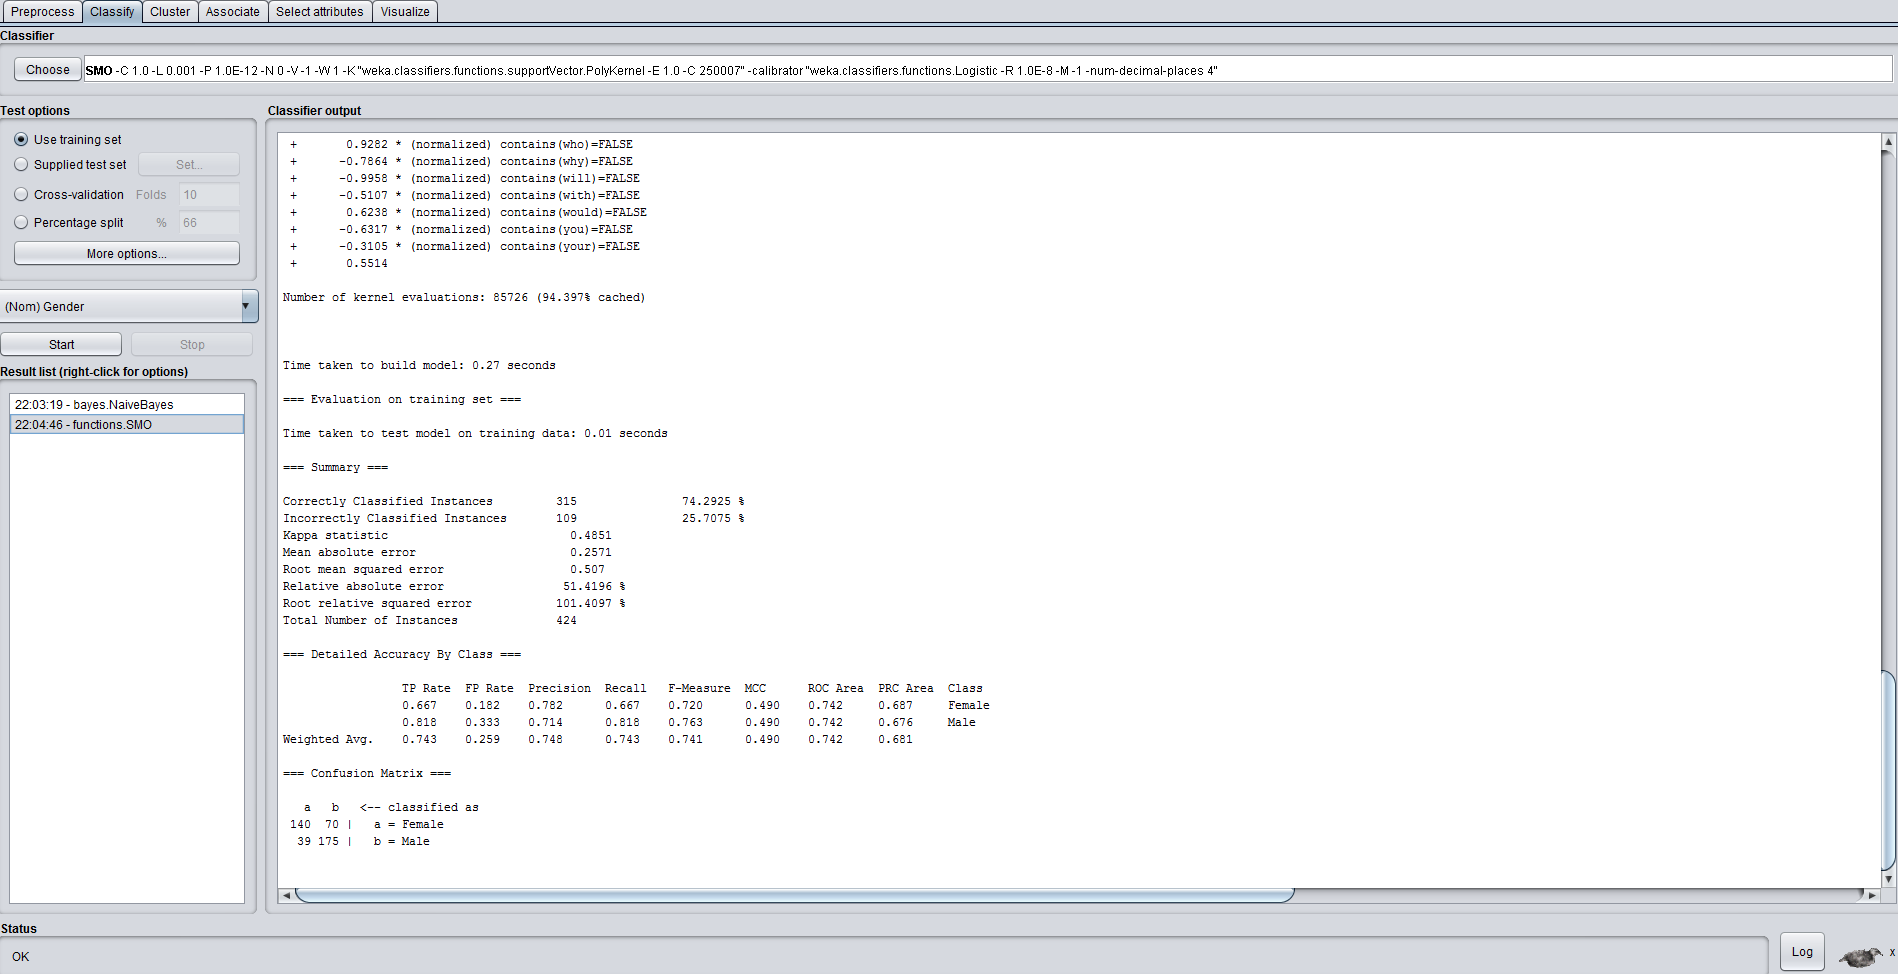 Preprocess Classify Cluster Associate Select attributes Visualize
Classifier
Choose SMO -C 1.0 -L 0.001 -P 1.0E-12 -N 0 -V -1 -W 1 -K "weka.classifiers.functions.supportVector.PolyKernel -E 1.0 -C 250007" -calibrator "weka.classifiers.functions.Logistic -R 1.0E-8 -M -1 -num-decimal-places 4"
Test options
Use training set
Supplied test set Set...
Cross-validation Folds 10
Percentage split % 66
More options...
(Nom) Gender
Start Stop
Result list (right-click for options)
22:03:19 - bayes.NaiveBayes
22:04:46 - functions.SMO
Classifier output
+ 0.9282 * (normalized) contains(who)=FALSE
+ -0.7864 * (normalized) contains(why)=FALSE
+ -0.9958 * (normalized) contains(will)=FALSE
+ -0.5107 * (normalized) contains(with)=FALSE
+ 0.6238 * (normalized) contains(would)=FALSE
+ -0.6317 * (normalized) contains(you)=FALSE
+ -0.3105 * (normalized) contains(your)=FALSE
+ 0.5514
Number of kernel evaluations: 85726 (94.397% cached)
Time taken to build model: 0.27 seconds
=== Evaluation on training set ===
Time taken to test model on training data: 0.01 seconds
=== Summary ===
Correctly Classified Instances 315 74.2925 %
Incorrectly Classified Instances 109 25.7075 %
Kappa statistic 0.4851
Mean absolute error 0.2571
Root mean squared error 0.507
Relative absolute error 51.4196 %
Root relative squared error 101.4097 %
Total Number of Instances 424
=== Detailed Accuracy By Class ===
TP Rate FP Rate Precision Recall F-Measure MCC ROC Area PRC Area Class
0.667 0.182 0.782 0.667 0.720 0.490 0.742 0.687 Female
0.818 0.333 0.714 0.818 0.763 0.490 0.742 0.676 Male
Weighted Avg. 0.743 0.259 0.748 0.743 0.741 0.490 0.742 0.681
=== Confusion Matrix ===
a b <-- classified as
140 70 | a = Female
39 175 | b = Male
Status
OK
Log
x